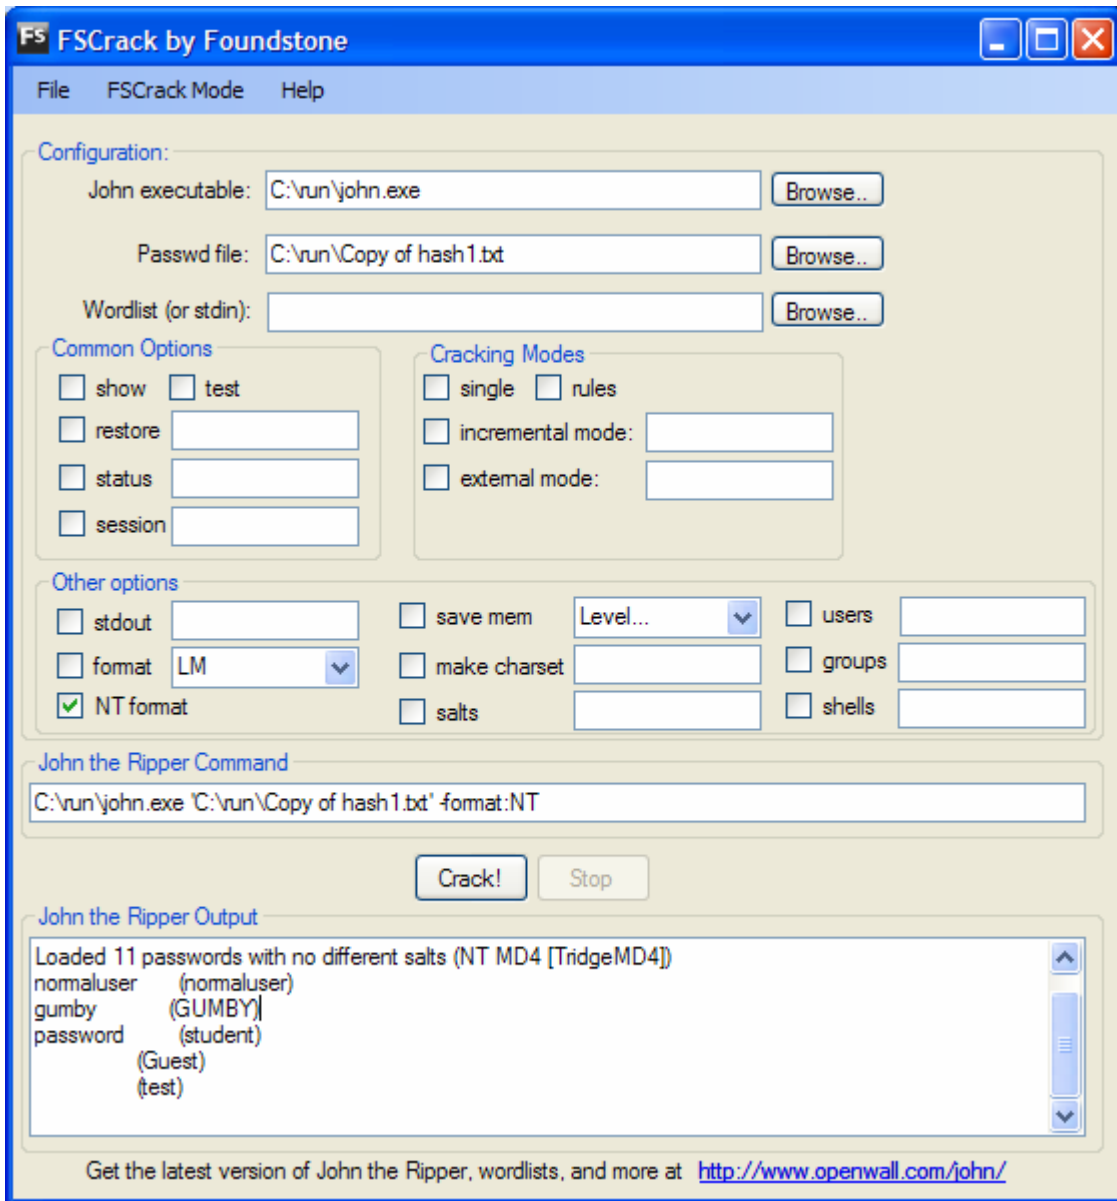 FS FSCrack by Foundstone
File FSCrack Mode Help
Configuration:
John executable: C:\run\john.exe Browse..
Passwd file: C:\run\Copy of hash1.txt Browse..
Wordlist (or stdin): Browse..
Common Options
show test
restore
status
session
Cracking Modes
single rules
incremental mode:
external mode:
Other options
stdout save mem Level... users
format LM make charset groups
NT format salts shells
John the Ripper Command
C:\run\john.exe "C:\run\Copy of hash1.txt" -format:NT
Crack! Stop
John the Ripper Output
Loaded 11 passwords with no different salts (NT MD4 [TridgeMD4])
normaluser (normaluser)
gumby (GUMBY)
password (student)
(Guest)
(test)
Get the latest version of John the Ripper, wordlists, and more at http://www.openwall.com/john/